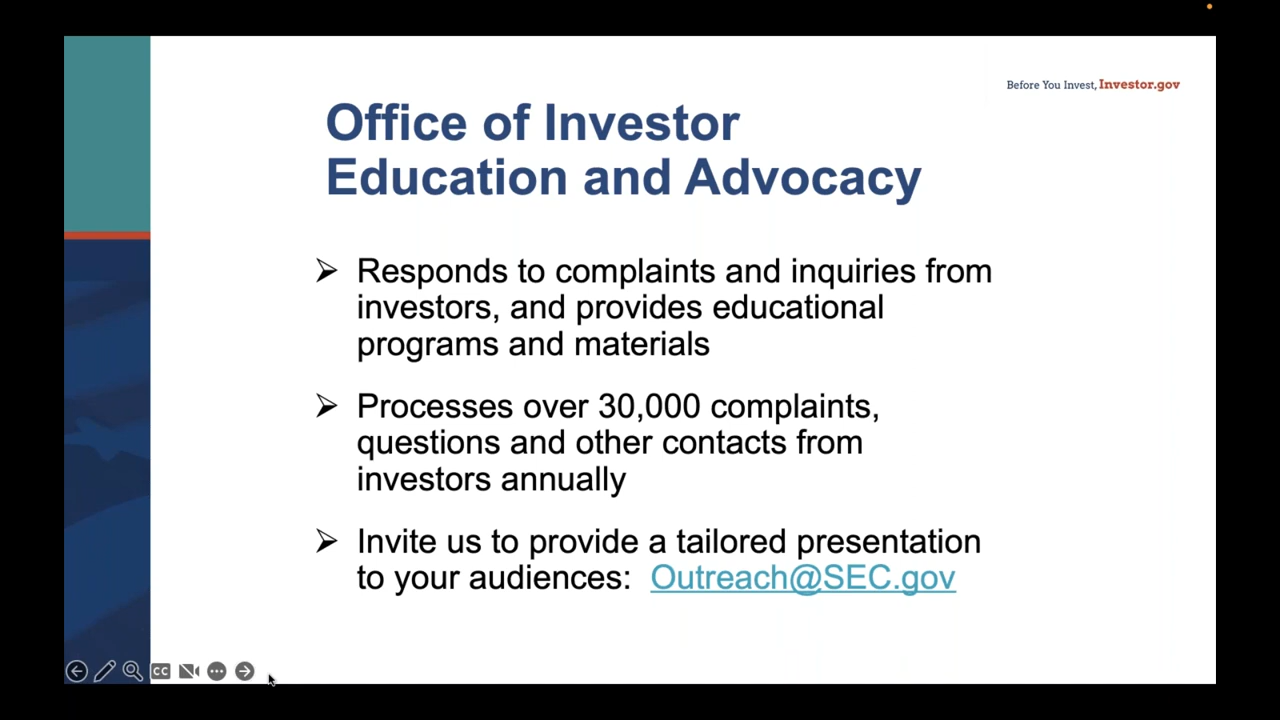 Before You Invest, Investor.gov
Office of Investor
Education and Advocacy
➢ Responds to complaints and inquiries from
investors, and provides educational
programs and materials
➢ Processes over 30,000 complaints,
questions and other contacts from
investors annually
➢ Invite us to provide a tailored presentation
to your audiences: Outreach@SEC.gov
CC